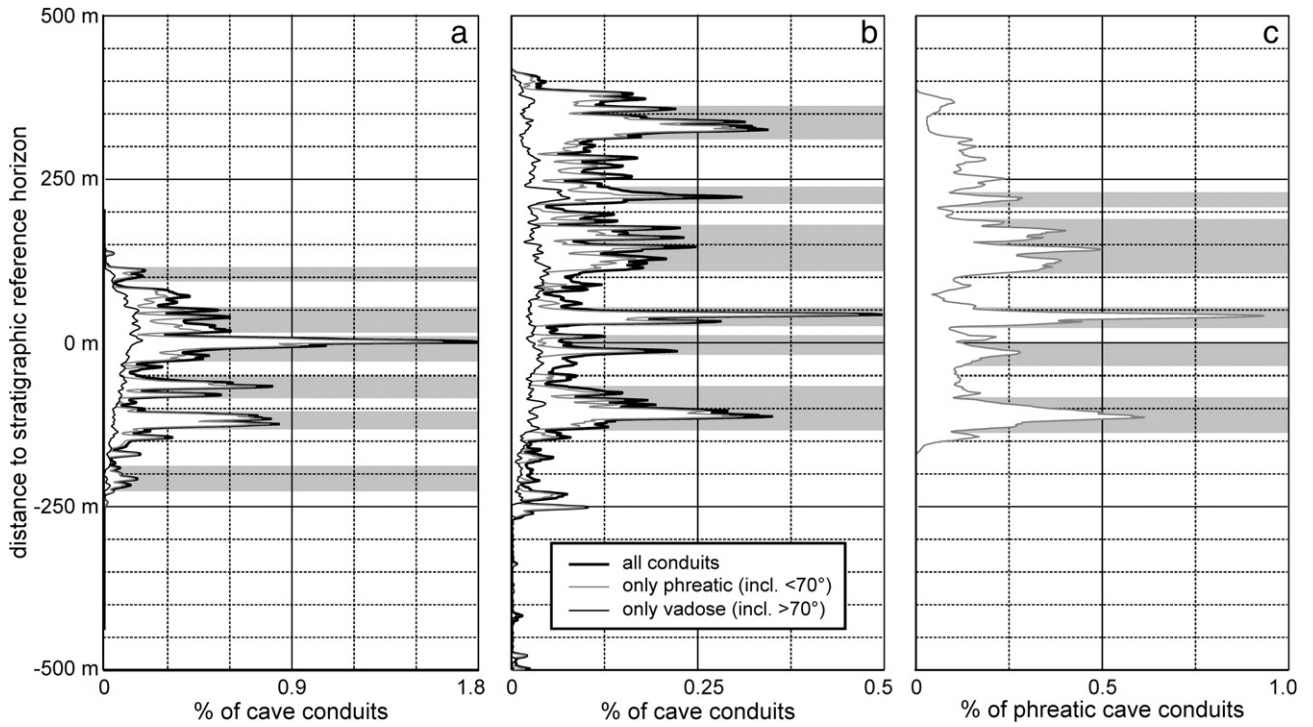 a
b
c
500 m
250 m
0 m
-250 m
-500 m
distance to stratigraphic reference horizon
all conduits
only phreatic (incl. <70°)
only vadose (incl. >70°)
0 0.9 1.8
0 0.25 0.5
0 0.5 1.0
% of cave conduits
% of cave conduits
% of phreatic cave conduits